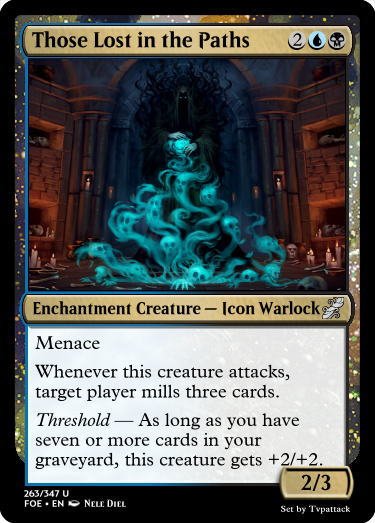 Those Lost in the Paths 2
Enchantment Creature — Icon Warlock
Menace
Whenever this creature attacks,
target player mills three cards.
Threshold — As long as you have
seven or more cards in your
graveyard, this creature gets +2/+2.
2/3
263/347 U
FOE • EN Nele Diel
Set by Tvpattack